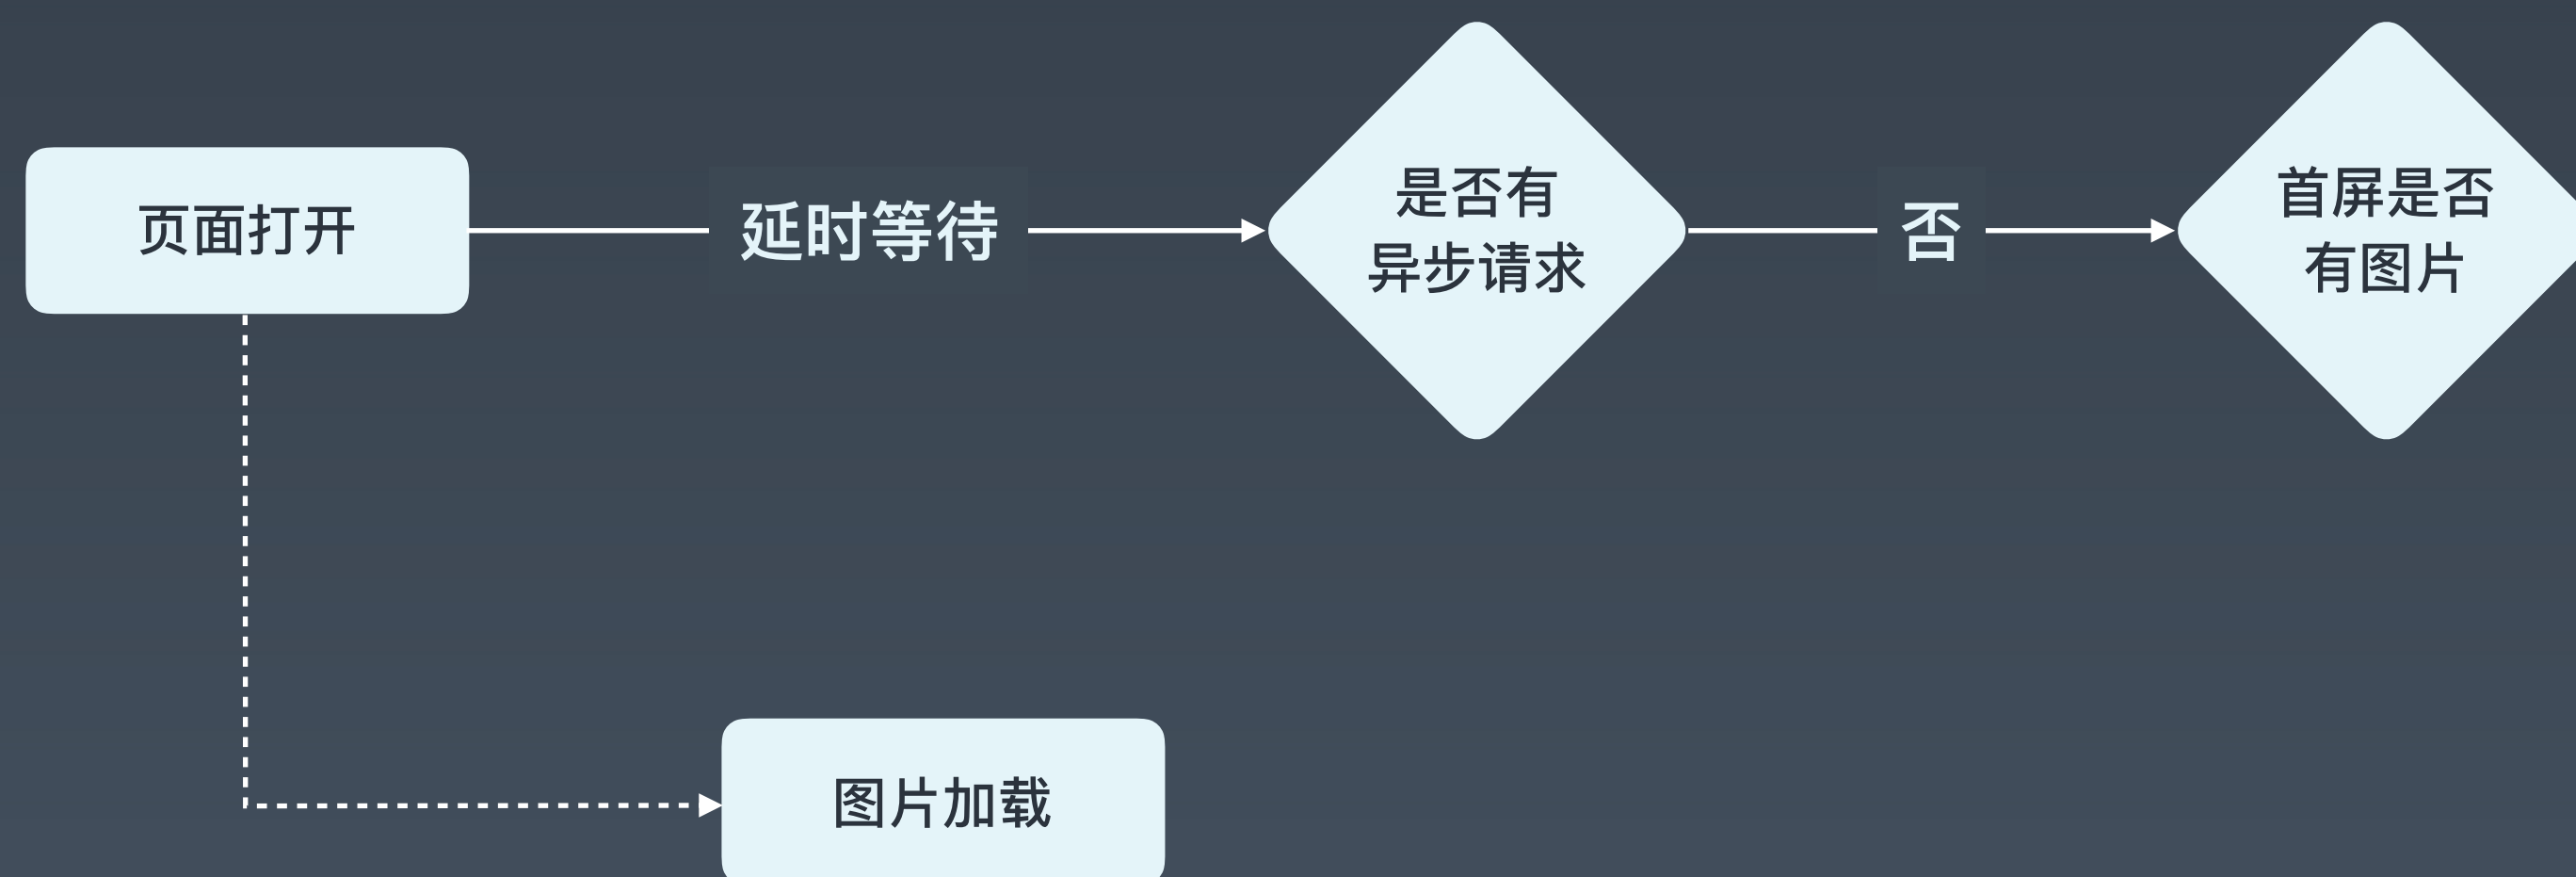 页面打开
延时等待
是否有
异步请求
否
首屏是否
有图片
图片加载